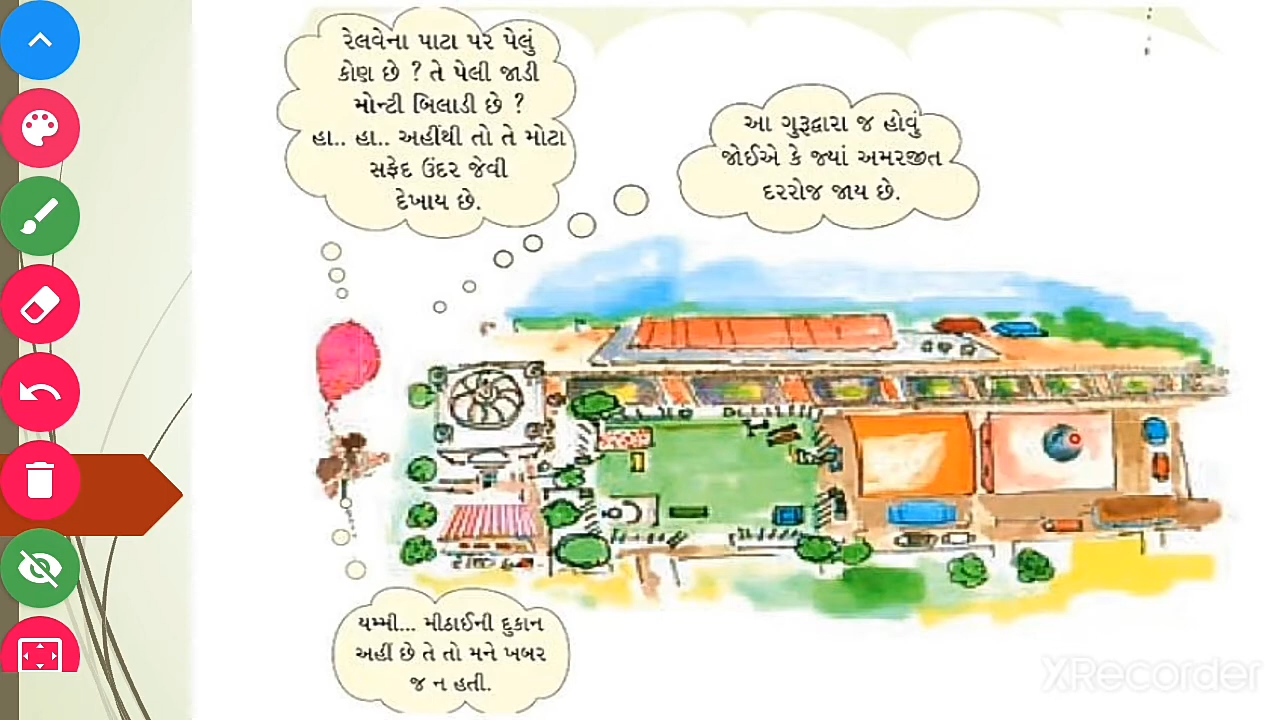 રેલવેના પાટા પર પેલું
કોણ છે ? તે પેલી જાડી
મોન્ટી બિલાડી છે ?
હા.. હા.. અહીંથી તો તે મોટા
સફેદ ઉંદર જેવી
દેખાય છે.
આ ગુરૂદ્વારા જ હોવું
જોઈએ કે જ્યાં અમરજીત
દરરોજ જાય છે.
યમ્મી... મીઠાઈની દુકાન
અહીં છે તે તો મને ખબર
જ ન હતી.
XRecorder